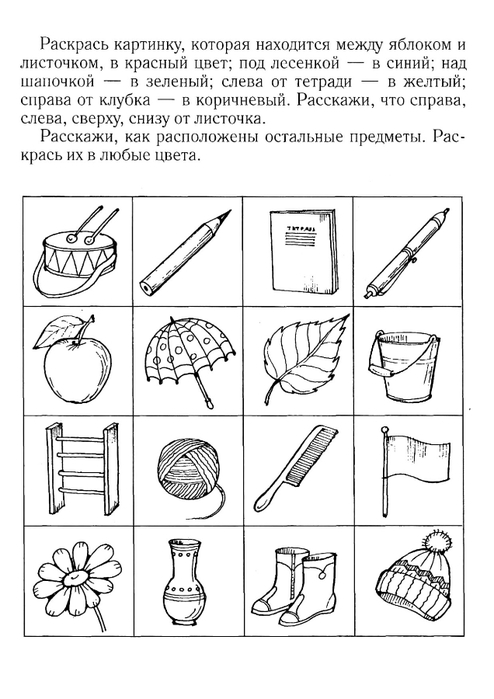 Раскрась картинку, которая находится между яблоком и
листочком, в красный цвет; под лесенкой — в синий; над
шапочкой — в зеленый; слева от тетради — в желтый;
справа от клубка — в коричневый. Расскажи, что справа,
слева, сверху, снизу от листочка.
Расскажи, как расположены остальные предметы. Рас-
крась их в любые цвета.
ТЕТРАДЬ